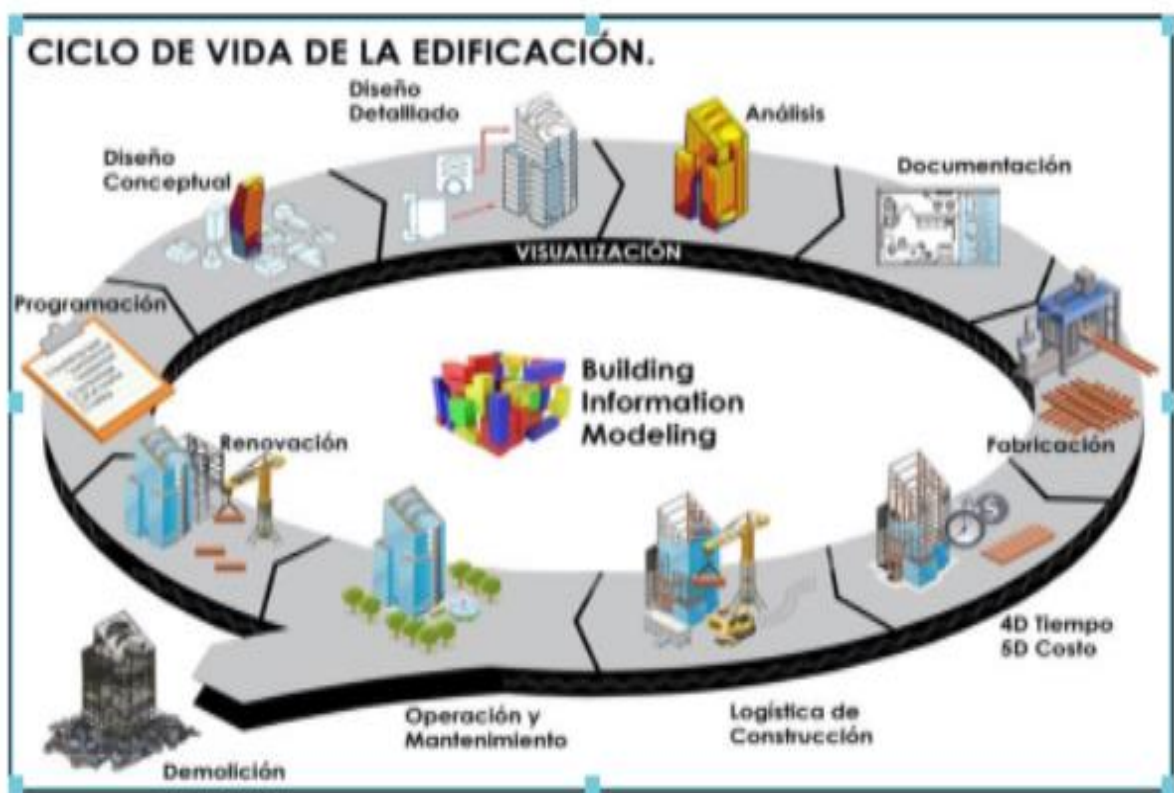 CICLO DE VIDA DE LA EDIFICACIÓN.
Diseño
Detalllado
Análisis
Diseño
Conceptual
Documentación
VISUALIZACIÓN
Programación
Building
Information
Modeling
Renovación
Fabricación
4D Tiempo
5D Costo
Operación y
Mantenimiento
Logística de
Construcción
Demolición